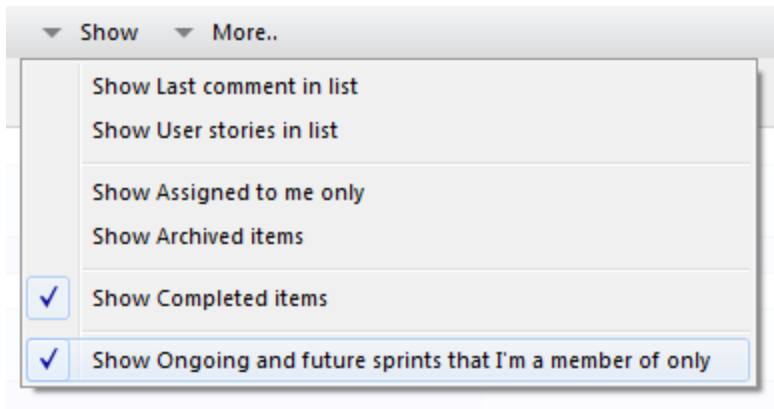 Show More..
Show Last comment in list
Show User stories in list
Show Assigned to me only
Show Archived items
Show Completed items
Show Ongoing and future sprints that I'm a member of only